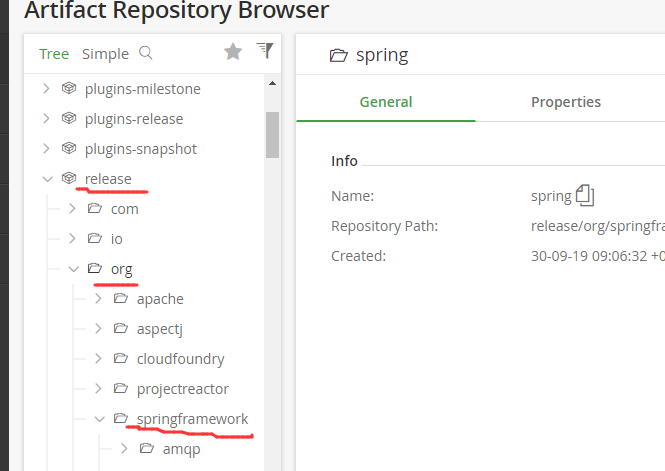 Artifact Repository Browser
Tree Simple
plugins-milestone
plugins-release
plugins-snapshot
release
com
io
org
apache
aspectj
cloudfoundry
projectreactor
springframework
amqp
spring
General Properties
Info
Name: spring
Repository Path: release/org/springfra
Created: 30-09-19 09:06:32 +0